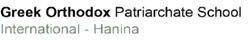 Greek Orthodox Patriarchate School
International - Hanina